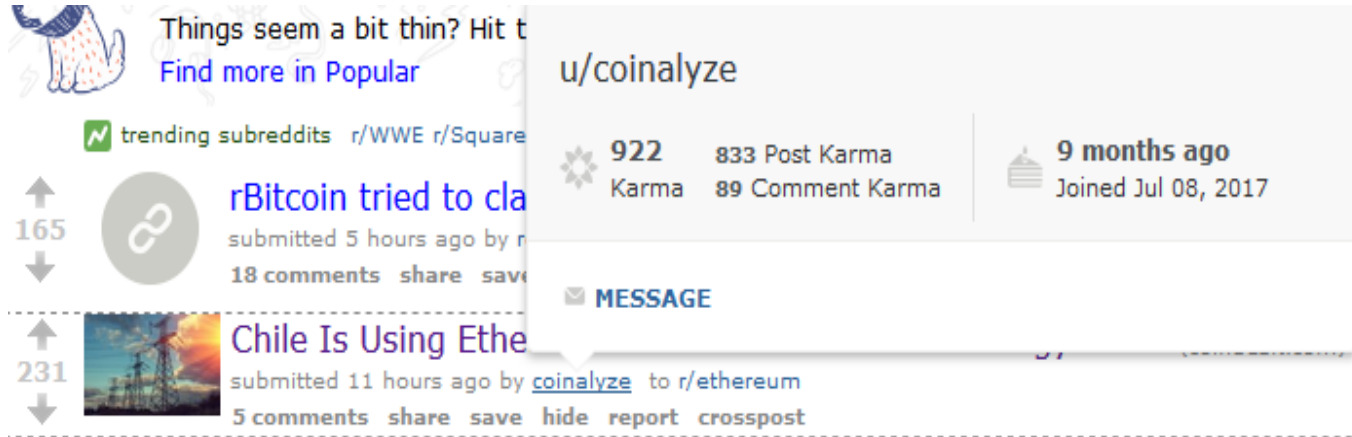 Things seem a bit thin? Hit t
Find more in Popular
trending subreddits r/WWE r/Square
165
rBitcoin tried to cla
submitted 5 hours ago by r
18 comments share save
231
Chile Is Using Ethe
submitted 11 hours ago by coinalyze to r/ethereum
5 comments share save hide report crosspost
u/coinalyze
922 833 Post Karma
Karma 89 Comment Karma
9 months ago
Joined Jul 08, 2017
MESSAGE